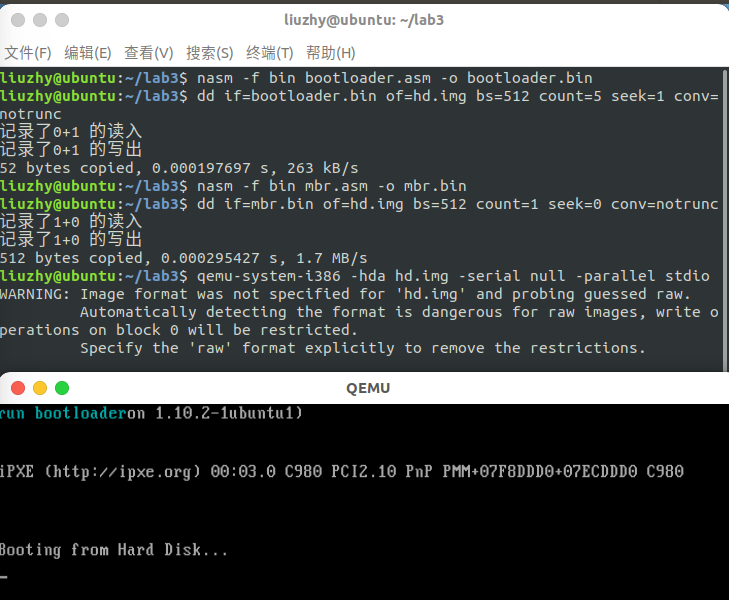 liuzhy@ubuntu: ~/lab3
文件(F) 编辑(E) 查看(V) 搜索(S) 终端(T) 帮助(H)
liuzhy@ubuntu:~/lab3$ nasm -f bin bootloader.asm -o bootloader.bin
liuzhy@ubuntu:~/lab3$ dd if=bootloader.bin of=hd.img bs=512 count=5 seek=1 conv=
notrunc
记录了0+1 的读入
记录了0+1 的写出
52 bytes copied, 0.000197697 s, 263 kB/s
liuzhy@ubuntu:~/lab3$ nasm -f bin mbr.asm -o mbr.bin
liuzhy@ubuntu:~/lab3$ dd if=mbr.bin of=hd.img bs=512 count=1 seek=0 conv=notrunc
记录了1+0 的读入
记录了1+0 的写出
512 bytes copied, 0.000295427 s, 1.7 MB/s
liuzhy@ubuntu:~/lab3$ qemu-system-i386 -hda hd.img -serial null -parallel stdio
WARNING: Image format was not specified for 'hd.img' and probing guessed raw.
Automatically detecting the format is dangerous for raw images, write o
perations on block 0 will be restricted.
Specify the 'raw' format explicitly to remove the restrictions.
QEMU
run bootloaderon 1.10.2-1ubuntu1)
iPXE (http://ipxe.org) 00:03.0 C980 PCI2.10 PnP PMM+07F8DDD0+07ECDDD0 C980
Booting from Hard Disk...